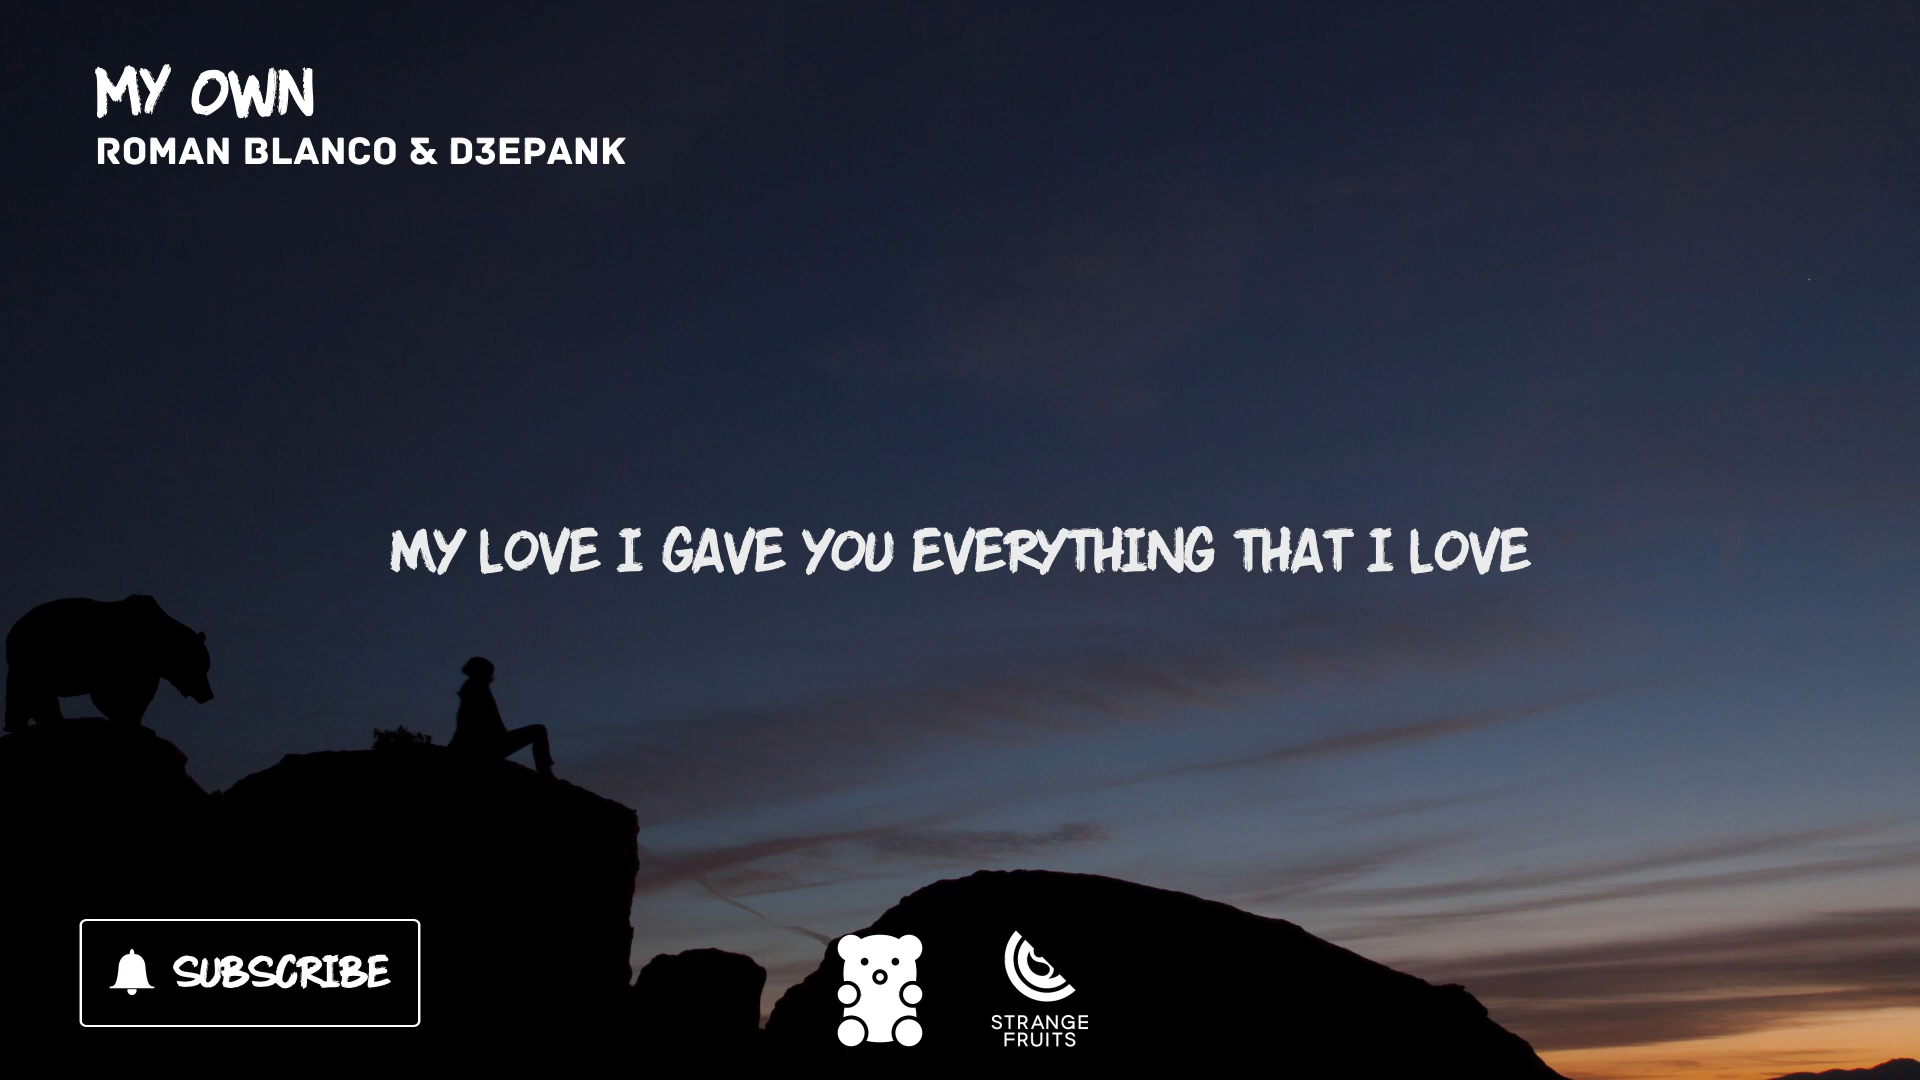 MY OWN
ROMAN BLANCO & D3EPANK
MY LOVE I GAVE YOU EVERYTHING THAT I LOVE
SUBSCRIBE
STRANGE
FRUITS